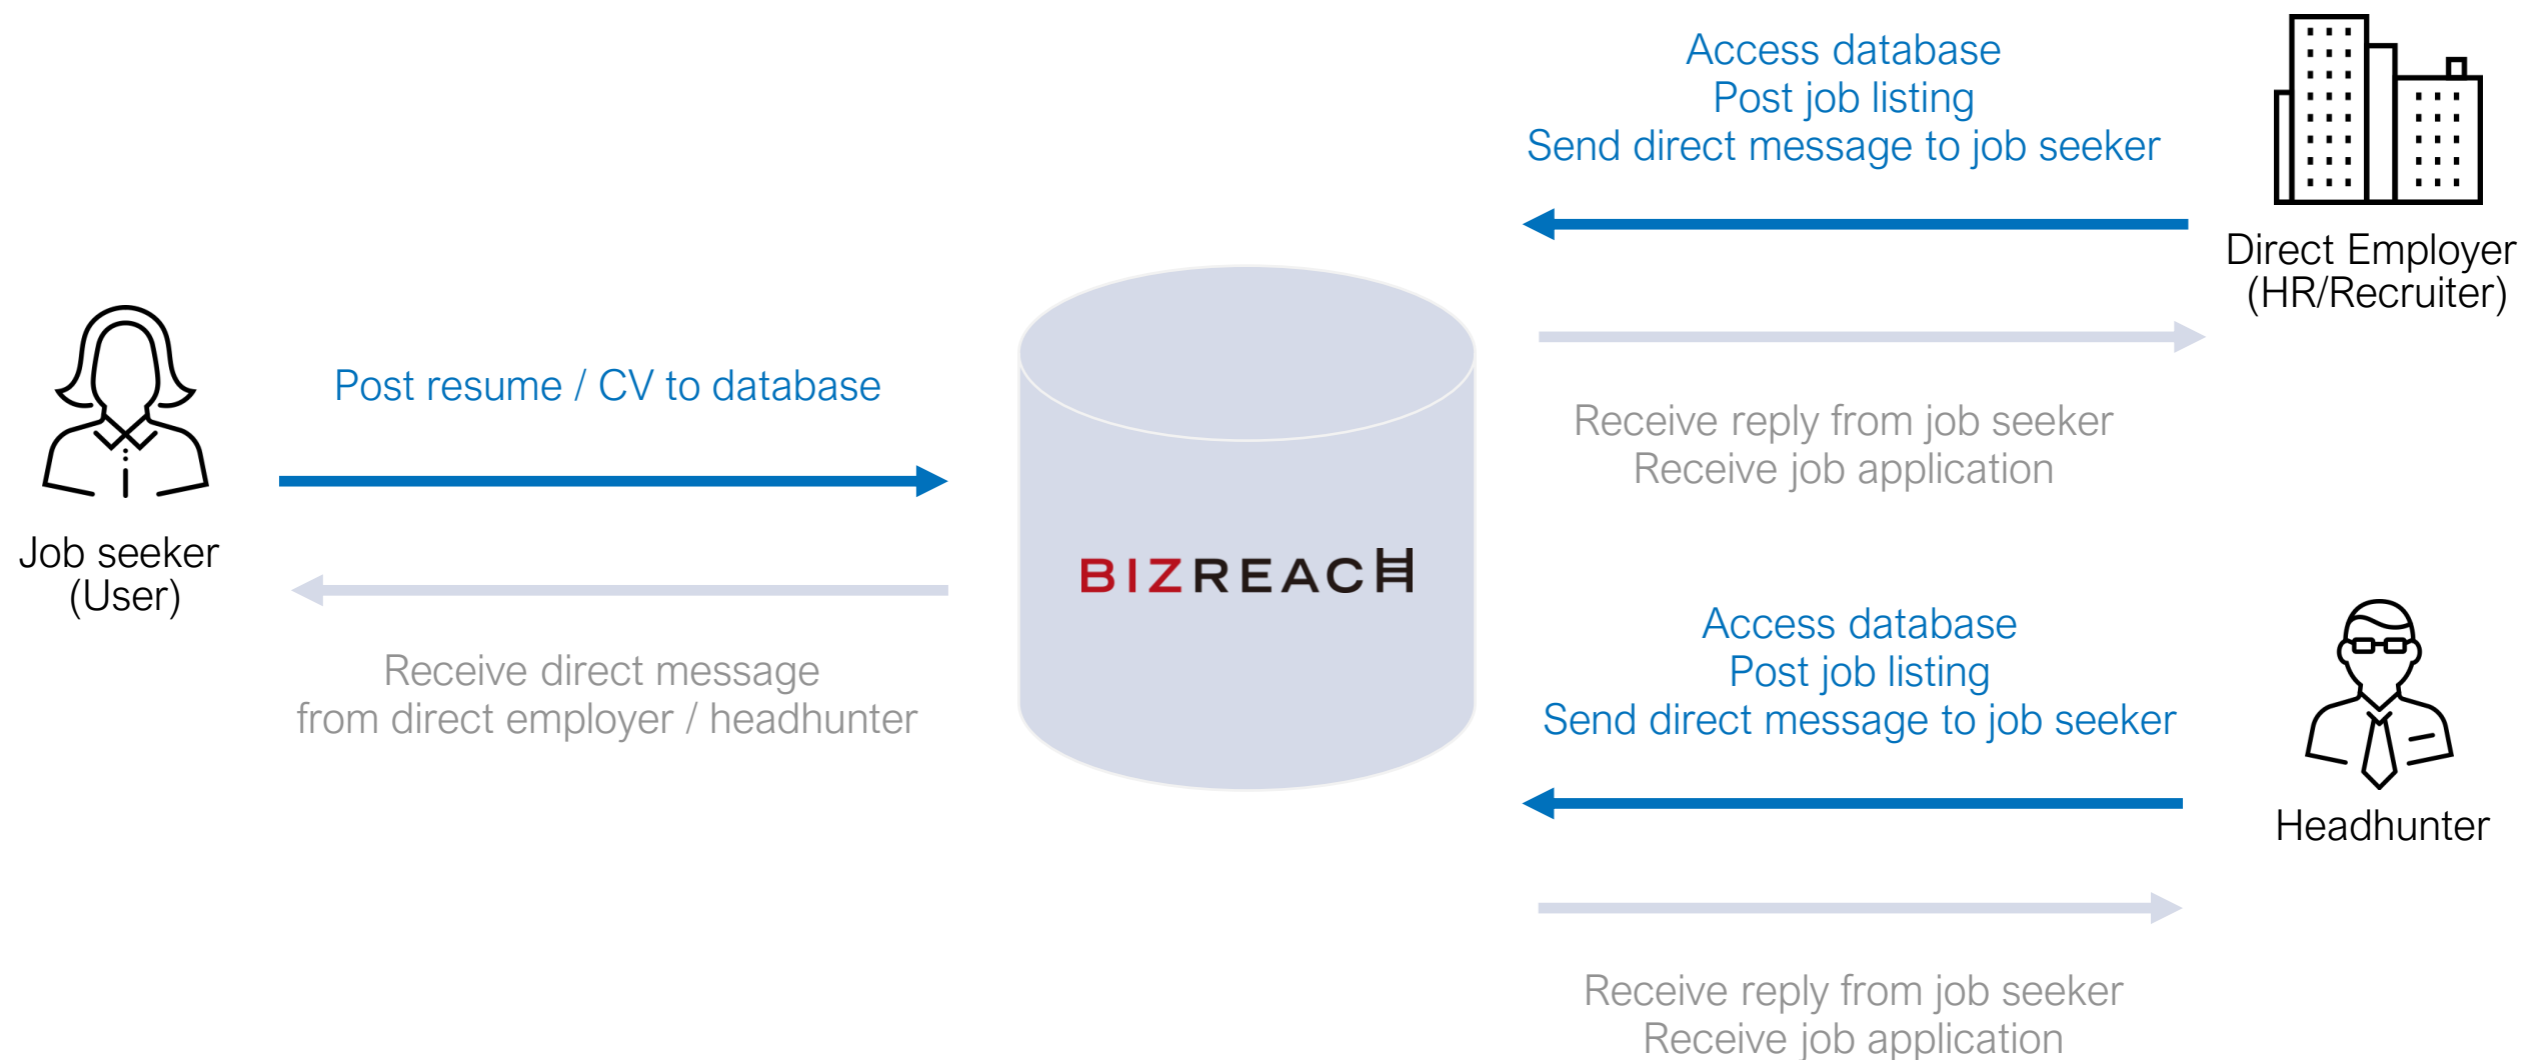 Access database
Post job listing
Send direct message to job seeker
Direct Employer
(HR/Recruiter)
Receive reply from job seeker
Receive job application
Post resume / CV to database
Job seeker
(User)
Receive direct message
from direct employer / headhunter
BIZREACH
Access database
Post job listing
Send direct message to job seeker
Headhunter
Receive reply from job seeker
Receive job application